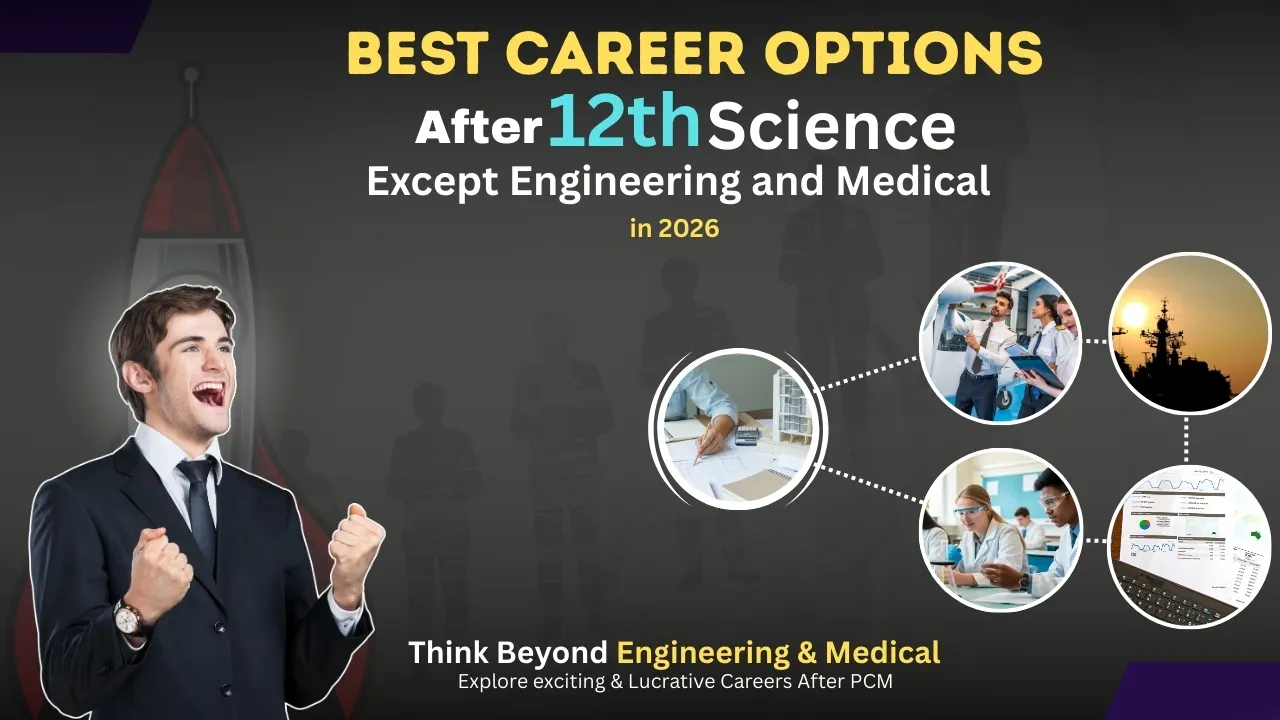 BEST CAREER OPTIONS
After 12th Science
Except Engineering and Medical
in 2026
Think Beyond Engineering & Medical
Explore exciting & Lucrative Careers After PCM